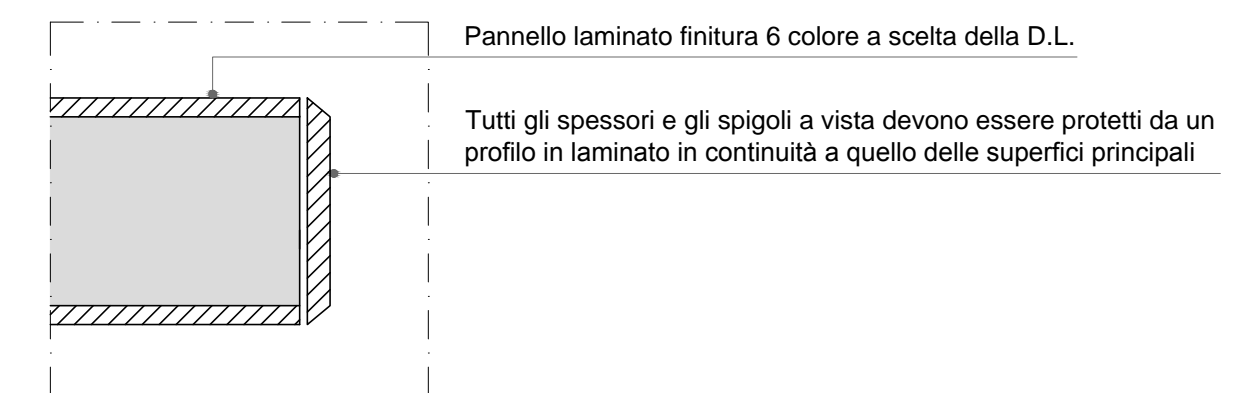 Pannello laminato finitura 6 colore a scelta della D.L.
Tutti gli spessori e gli spigoli a vista devono essere protetti da un
profilo in laminato in continuità a quello delle superfici principali